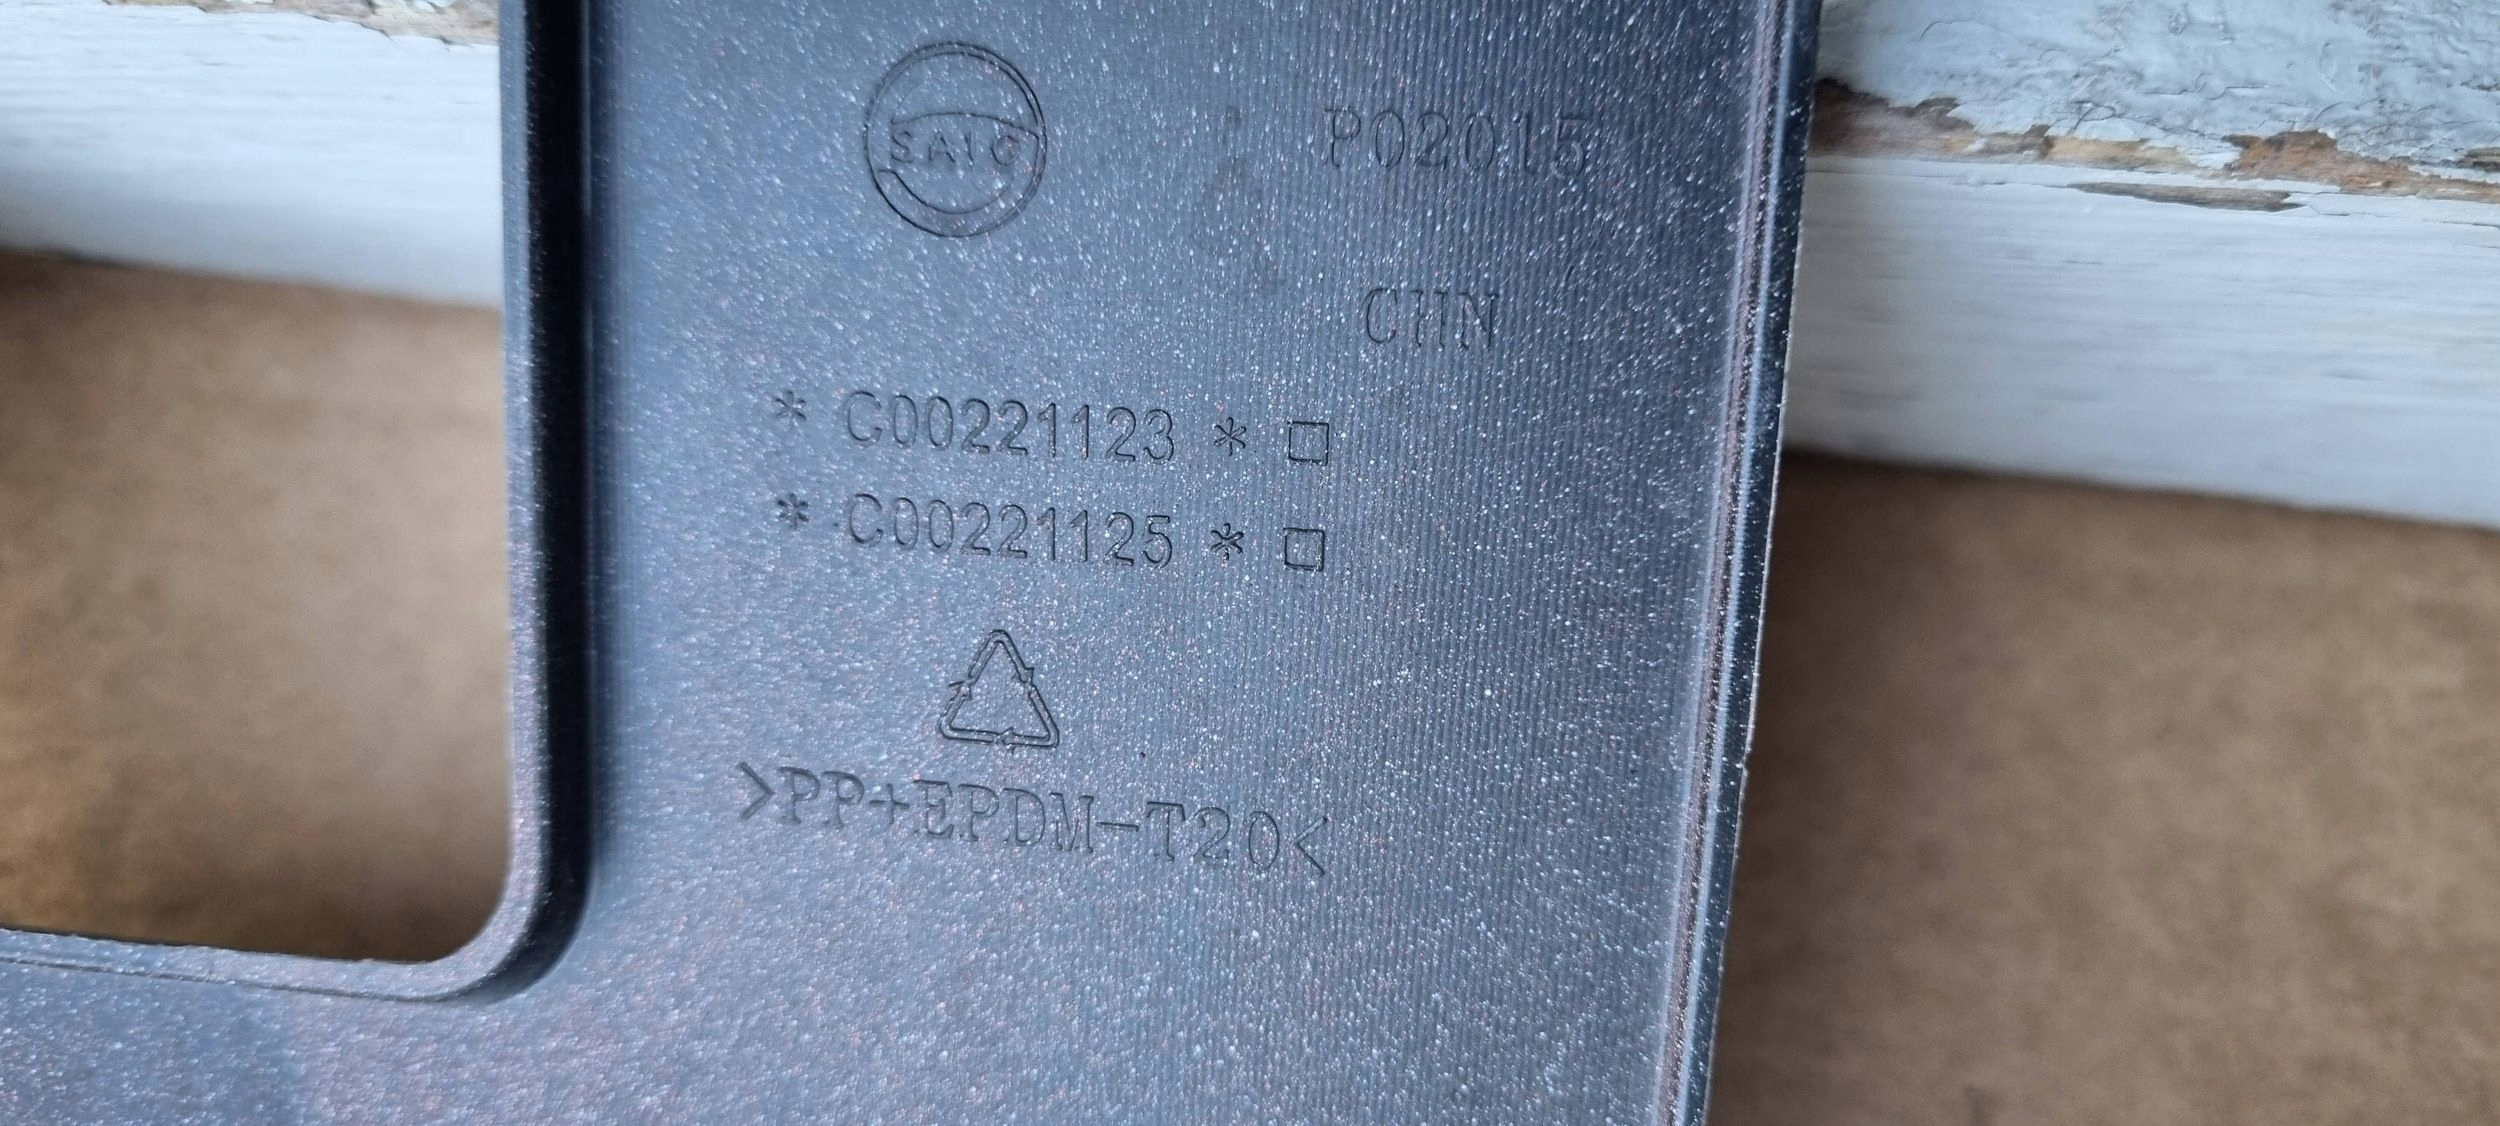 SAIC
P02015
CHN
* C00221123 * □
* C00221125 * □
>PP+EPDM-T20<